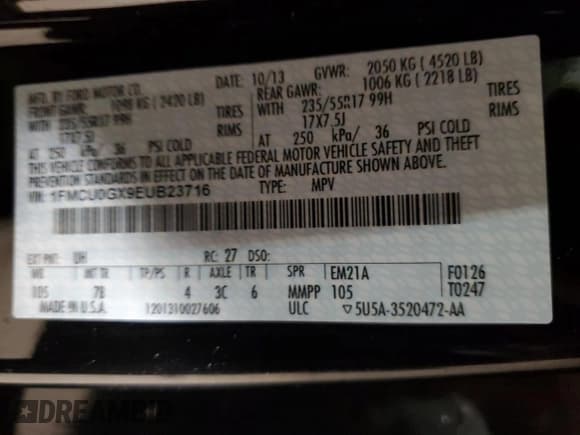 MFD. BY FORD MOTOR CO.
DATE: 10/13 GVWR: 2050 KG ( 4520 LB)
FRONT GAWR: 1098 KG ( 2420 LB) REAR GAWR: 1006 KG ( 2218 LB)
WITH 235/55R17 99H TIRES WITH 235/55R17 99H TIRES
17X7.5J RIMS 17X7.5J RIMS
AT 250 kPa/ 36 PSI COLD AT 250 kPa/ 36 PSI COLD
THIS VEHICLE CONFORMS TO ALL APPLICABLE FEDERAL MOTOR VEHICLE SAFETY AND THEFT
PREVENTION STANDARDS IN EFFECT ON THE DATE OF MANUFACTURE SHOWN ABOVE.
VIN: 1FMCU0GX9EUB23716 TYPE: MPV
EXT PNT: UH RC: 27 DSO:
WB INT TR TP/PS R AXLE TR SPR EM21A F0126
105 7B 4 3C 6 MMPP 105 T0247
MADE IN U.S.A. 1201310027606 ULC ▽5U5A-3520472-AA
DREAMBID